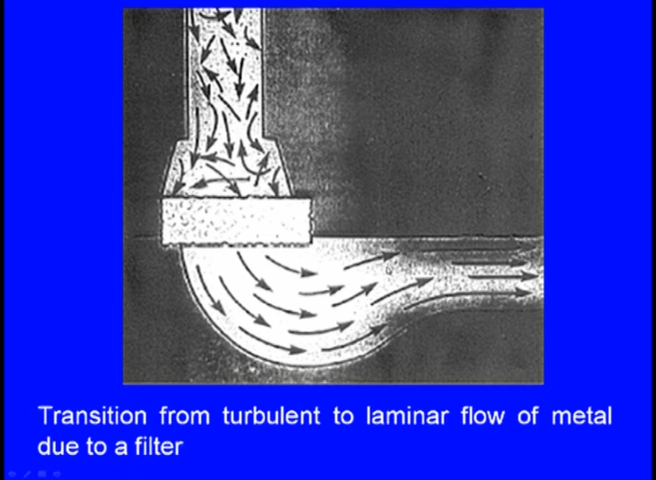 Transition from turbulent to laminar flow of metal
due to a filter